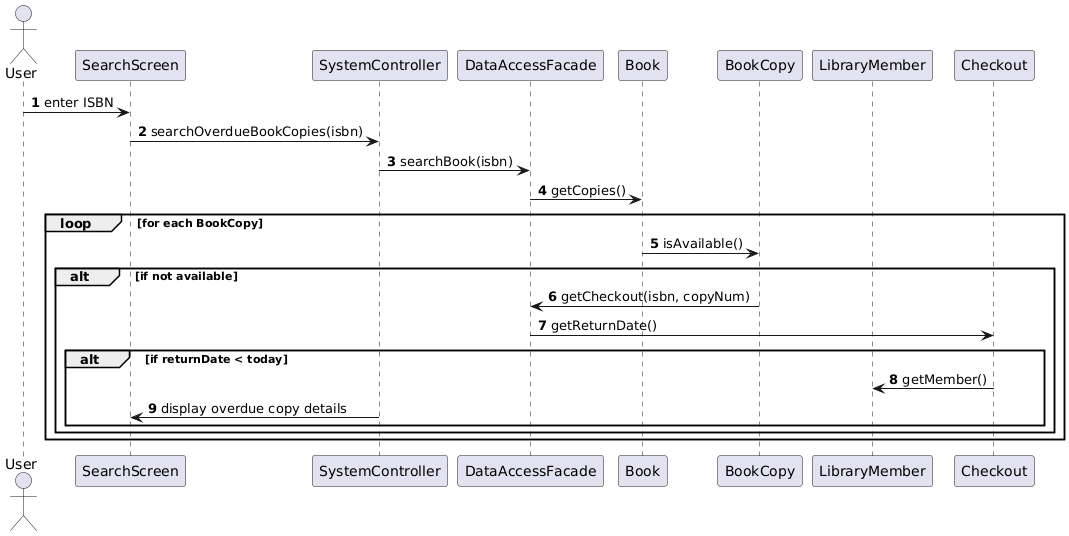 User
SearchScreen
SystemController
DataAccessFacade
Book
BookCopy
LibraryMember
Checkout
1 enter ISBN
2 searchOverdueBookCopies(isbn)
3 searchBook(isbn)
4 getCopies()
loop [for each BookCopy]
5 isAvailable()
alt [if not available]
6 getCheckout(isbn, copyNum)
7 getReturnDate()
alt [if returnDate < today]
8 getMember()
9 display overdue copy details
User
SearchScreen
SystemController
DataAccessFacade
Book
BookCopy
LibraryMember
Checkout